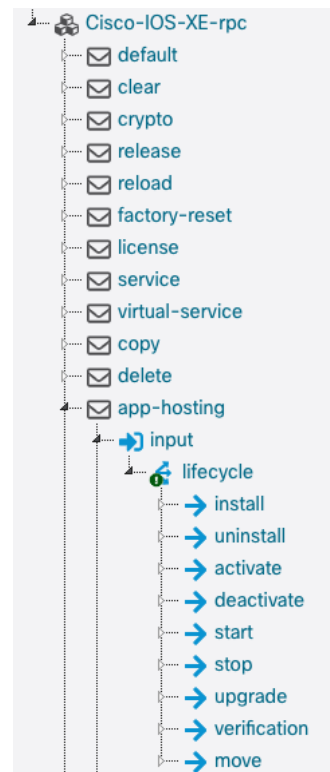 Cisco-IOS-XE-rpc
default
clear
crypto
release
reload
factory-reset
license
service
virtual-service
copy
delete
app-hosting
input
lifecycle
install
uninstall
activate
deactivate
start
stop
upgrade
verification
move